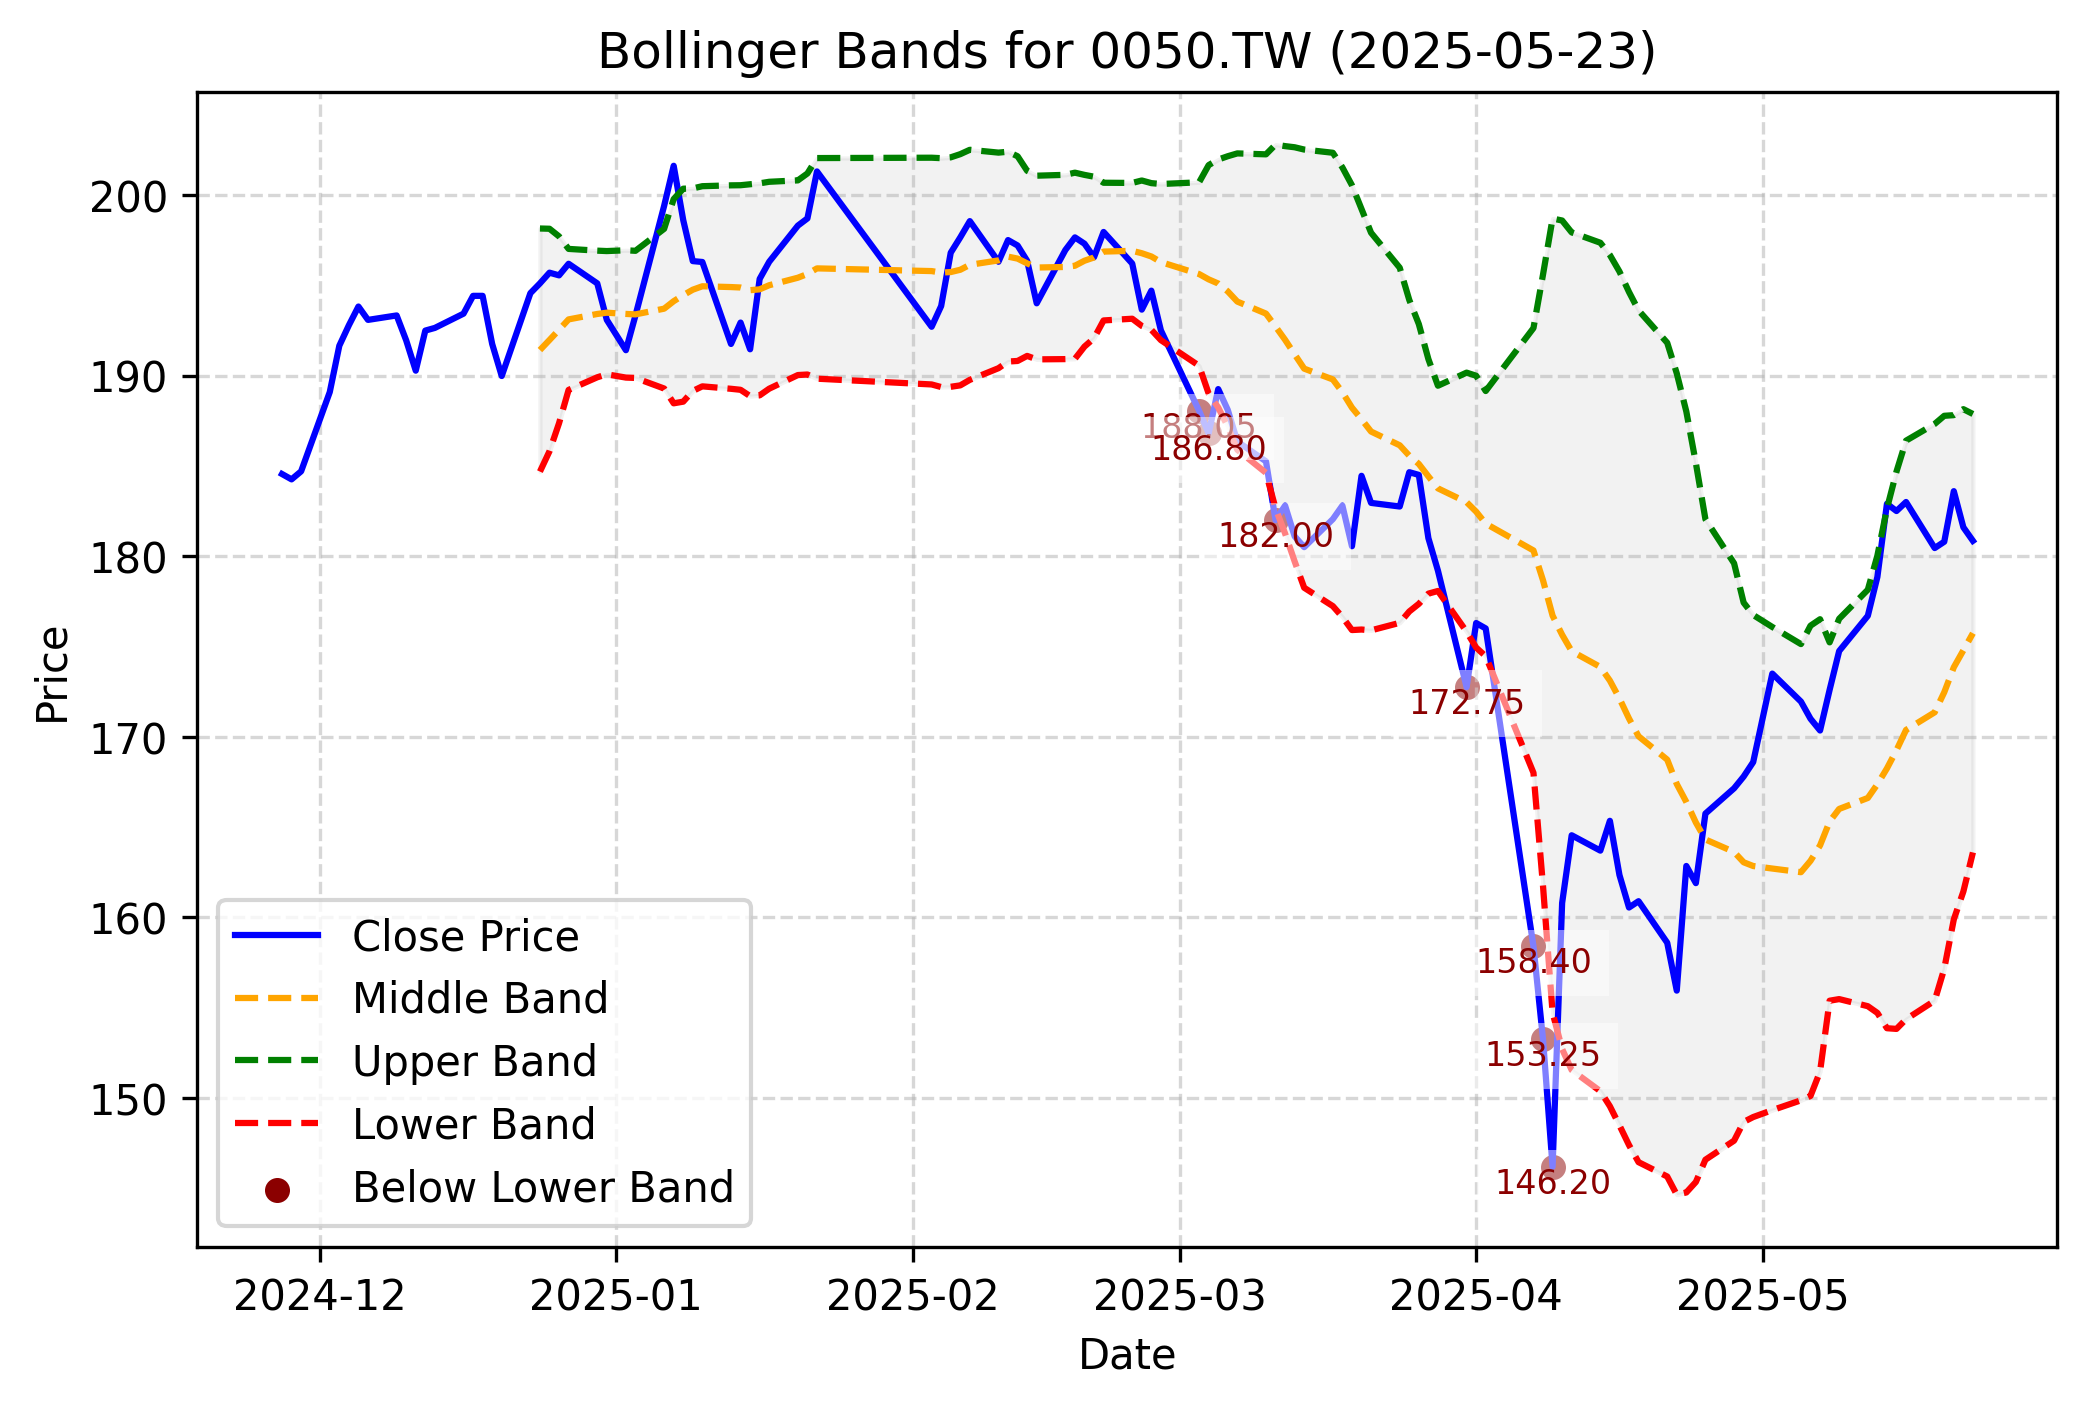 Bollinger Bands for 0050.TW (2025-05-23)
Price
200
190
180
170
160
150
188.05
186.80
182.00
172.75
158.40
153.25
146.20
Close Price
Middle Band
Upper Band
Lower Band
Below Lower Band
2024-12
2025-01
2025-02
2025-03
2025-04
2025-05
Date